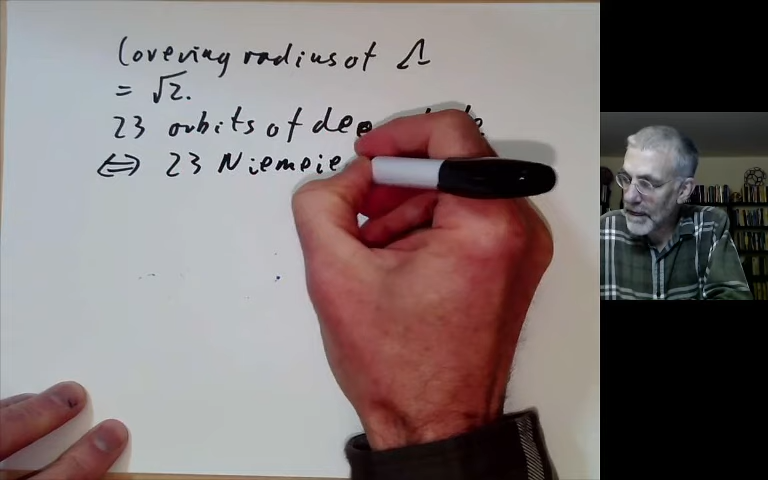 Covering radius of Λ
= √2.
23 orbits of dee
⇔ 23 Niemeie